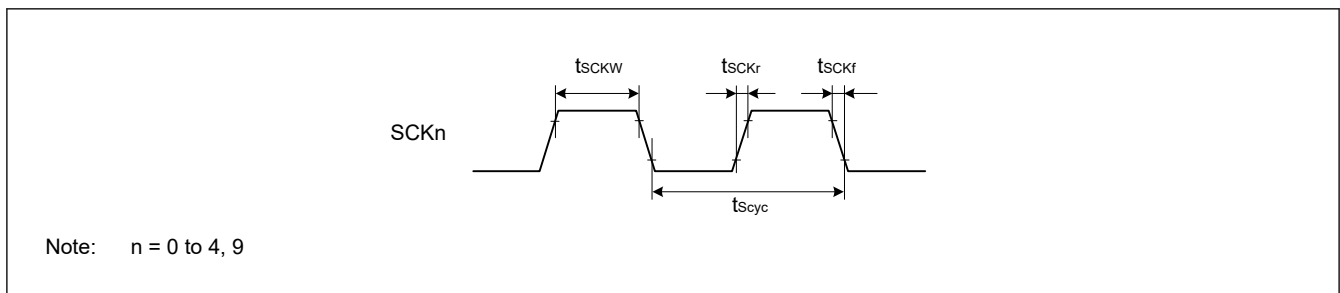 tSCKW tSCKr tSCKf
SCKn
tScyc
Note: n = 0 to 4, 9